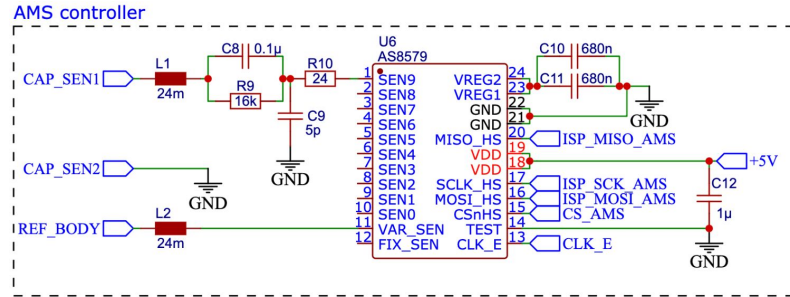 AMS controller
U6
AS8579
L1
24m
C8 0.1µ
R9
16k
R10
24
C9
5p
GND
CAP_SEN1
CAP_SEN2
GND
REF_BODY
L2
24m
1 SEN9
2 SEN8
3 SEN7
4 SEN6
5 SEN5
6 SEN4
7 SEN3
8 SEN2
9 SEN1
10 SEN0
11 VAR_SEN
12 FIX_SEN
VREG2 24
VREG1 23
GND 22
GND 21
MISO_HS 20 ISP_MISO_AMS
VDD 19
VDD 18
SCLK_HS 17 ISP_SCK_AMS
MOSI_HS 16 ISP_MOSI_AMS
CSnHS 15 CS_AMS
TEST 14
CLK_E 13 CLK_E
C10 680n
C11 680n
GND
+5V
C12
1µ
GND